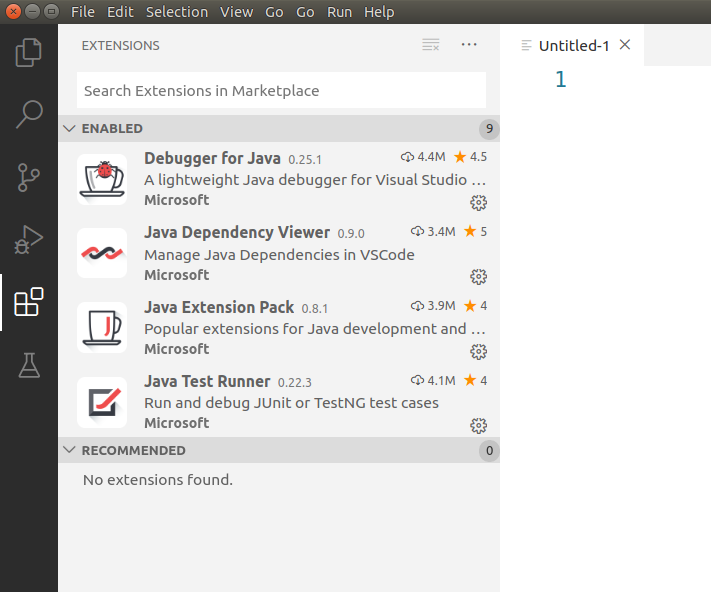 File Edit Selection View Go Go Run Help
EXTENSIONS
Untitled-1
1
Search Extensions in Marketplace
ENABLED 9
Debugger for Java 0.25.1 4.4M 4.5
A lightweight Java debugger for Visual Studio ...
Microsoft
Java Dependency Viewer 0.9.0 3.4M 5
Manage Java Dependencies in VSCode
Microsoft
Java Extension Pack 0.8.1 3.9M 4
J
Popular extensions for Java development and ...
Microsoft
Java Test Runner 0.22.3 4.1M 4
Run and debug JUnit or TestNG test cases
Microsoft
RECOMMENDED 0
No extensions found.